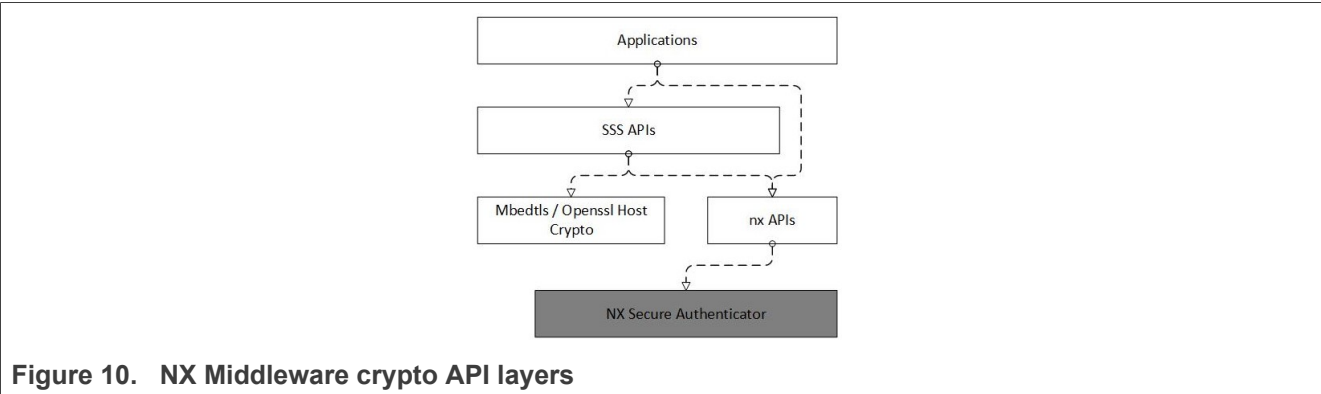 Applications
SSS APIs
Mbedtls / Openssl Host
Crypto
nx APIs
NX Secure Authenticator
Figure 10. NX Middleware crypto API layers